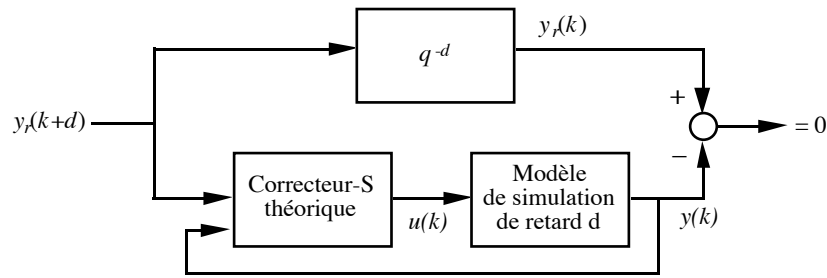 y_r(k)
q^-d
y_r(k+d)
+
= 0
−
Correcteur-S
théorique
u(k)
Modèle
de simulation
de retard d
y(k)